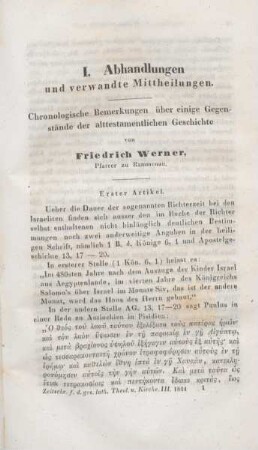 I. Abhandlungen
und verwandte Mittheilungen.
Chronologische Bemerkungen über einige Gegen-
stände der alttestamentlichen Geschichte
von
Friedrich Werner,
Pfarrer zu
Erster Artikel.
Ueber die Dauer der sogenannten Richterzeit bei den
Israeliten finden sich ausser den im Buche der Richter
selbst enthaltenen nicht hinlänglich deutlichen Bestim-
mungen noch zwei anderweitige Angaben in der heili-
gen Schrift, nämlich 1 B. d. Könige 6, 1 und Apostelge-
schichte 13, 17 — 20.
In ersterer Stelle (1 Kön. 6, 1) heisst es:
„Im 480sten Jahre nach dem Auszuge der Kinder Israel
aus Aegyptenlande, im vierten Jahre des Königreichs
Salomo's über Israel im Monate Siv, das ist der andere
Monat, ward das Haus des Herrn gebaut.“
In der andern Stelle AG. 13, 17—20 sagt Paulus in
einer Rede zu Antiochien in Pisidien:
Ὁ θεὸς τοῦ λαοῦ τούτου ἐξελέξατο τοὺς πατέρας ἡμῶν
καὶ τὸν λαὸν ὕψωσεν ἐν τῇ παροικίᾳ ἐν γῇ Αἰγύπτῳ,
καὶ μετὰ βραχίονος ὑψηλοῦ ἐξήγαγεν αὐτοὺς ἐξ αὐτῆς· καὶ
ὡς τεσσαρακονταετῆ χρόνον ἐτροποφόρησεν αὐτοὺς ἐν τῇ
ἐρήμῳ καὶ καθελὼν ἔθνη ἑπτὰ ἐν γῇ Χαναὰν κατεκλη-
ρονόμησεν αὐτοῖς τὴν γῆν αὐτῶν. Καὶ μετὰ ταῦτα ὡς
ἔτεσι τετρακοσίοις καὶ πεντήκοντα ἔδωκε κριτάς, ἕως
Zeitschr. f. d. ges. luth. Theol. u. Kirche. III. 1844 1